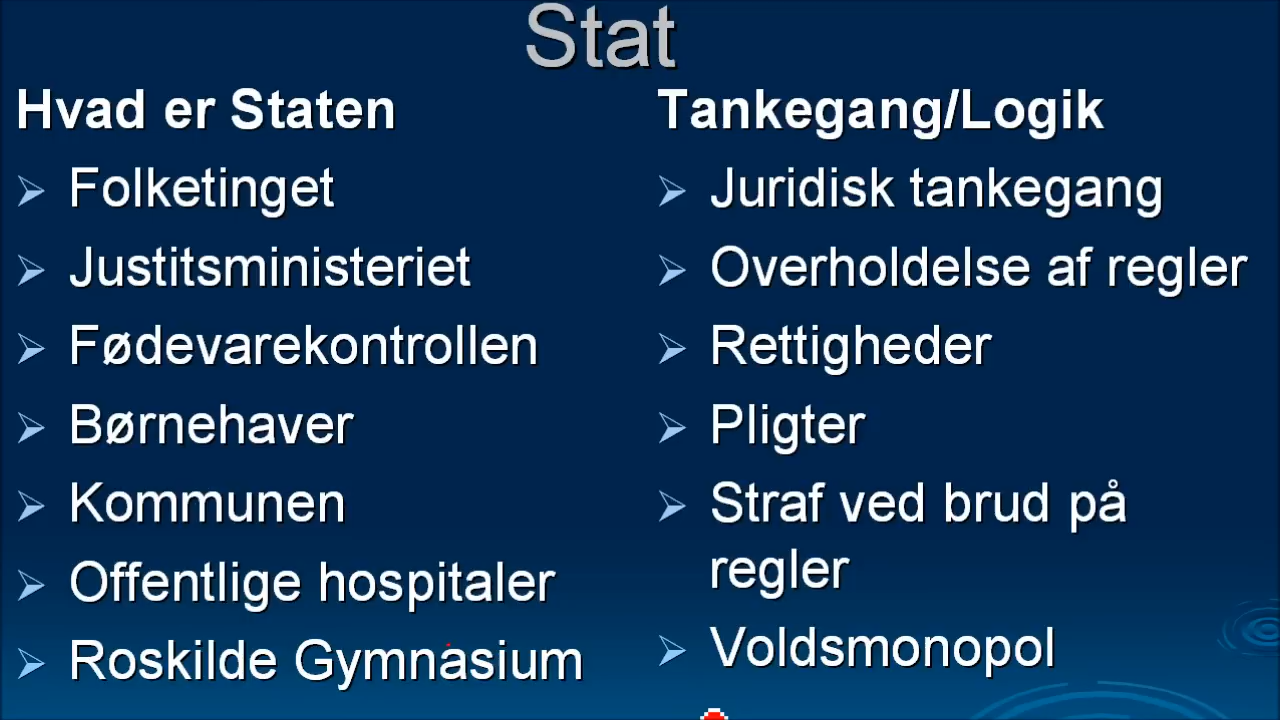 Stat
Hvad er Staten
Folketinget
Justitsministeriet
Fødevarekontrollen
Børnehaver
Kommunen
Offentlige hospitaler
Roskilde Gymnasium
Tankegang/Logik
Juridisk tankegang
Overholdelse af regler
Rettigheder
Pligter
Straf ved brud på
regler
Voldsmonopol